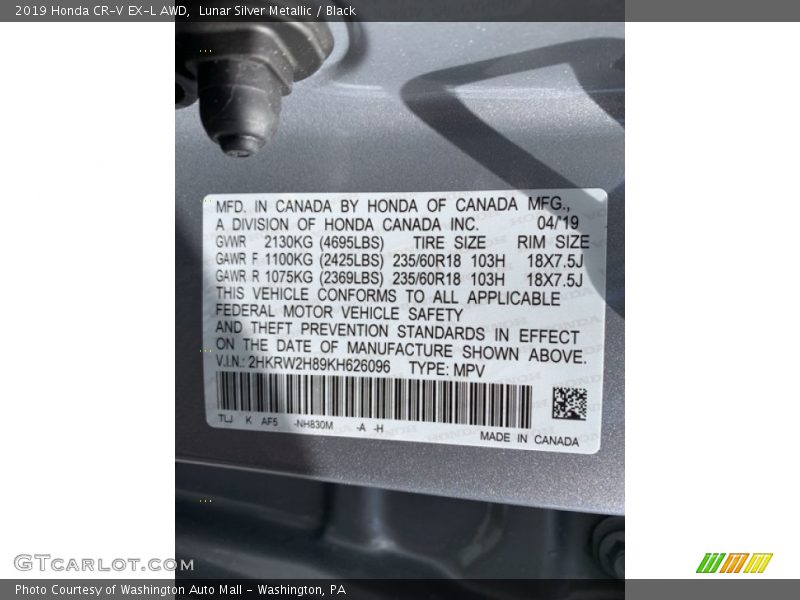 2019 Honda CR-V EX-L AWD,  Lunar Silver Metallic / Black
MFD. IN CANADA BY HONDA OF CANADA MFG.,
A DIVISION OF HONDA CANADA INC. 04/19
GVWR 2130KG (4695LBS) TIRE SIZE RIM SIZE
GAWR F 1100KG (2425LBS) 235/60R18 103H 18X7.5J
GAWR R 1075KG (2369LBS) 235/60R18 103H 18X7.5J
THIS VEHICLE CONFORMS TO ALL APPLICABLE
FEDERAL MOTOR VEHICLE SAFETY
AND THEFT PREVENTION STANDARDS IN EFFECT
ON THE DATE OF MANUFACTURE SHOWN ABOVE.
V.I.N.: 2HKRW2H89KH626096 TYPE: MPV
TLJ K AF5 -NH830M -A -H
MADE IN CANADA
GTCARLOT.COM
Photo Courtesy of Washington Auto Mall - Washington, PA